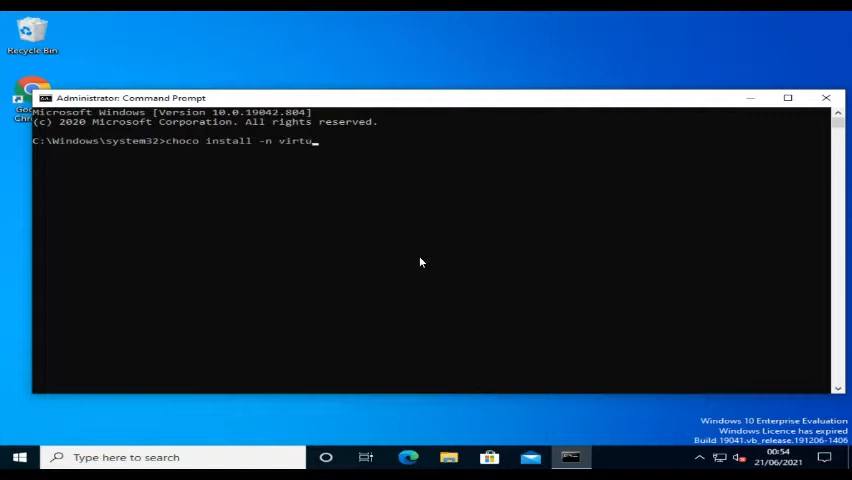 Recycle Bin
Administrator: Command Prompt
Microsoft Windows [Version 10.0.19042.804]
(c) 2020 Microsoft Corporation. All rights reserved.
C:\Windows\system32>choco install -n virtu_
Windows 10 Enterprise Evaluation
Windows Licence has expired
Build 19041.vb_release.191206-1406
Type here to search
00:54
21/06/2021